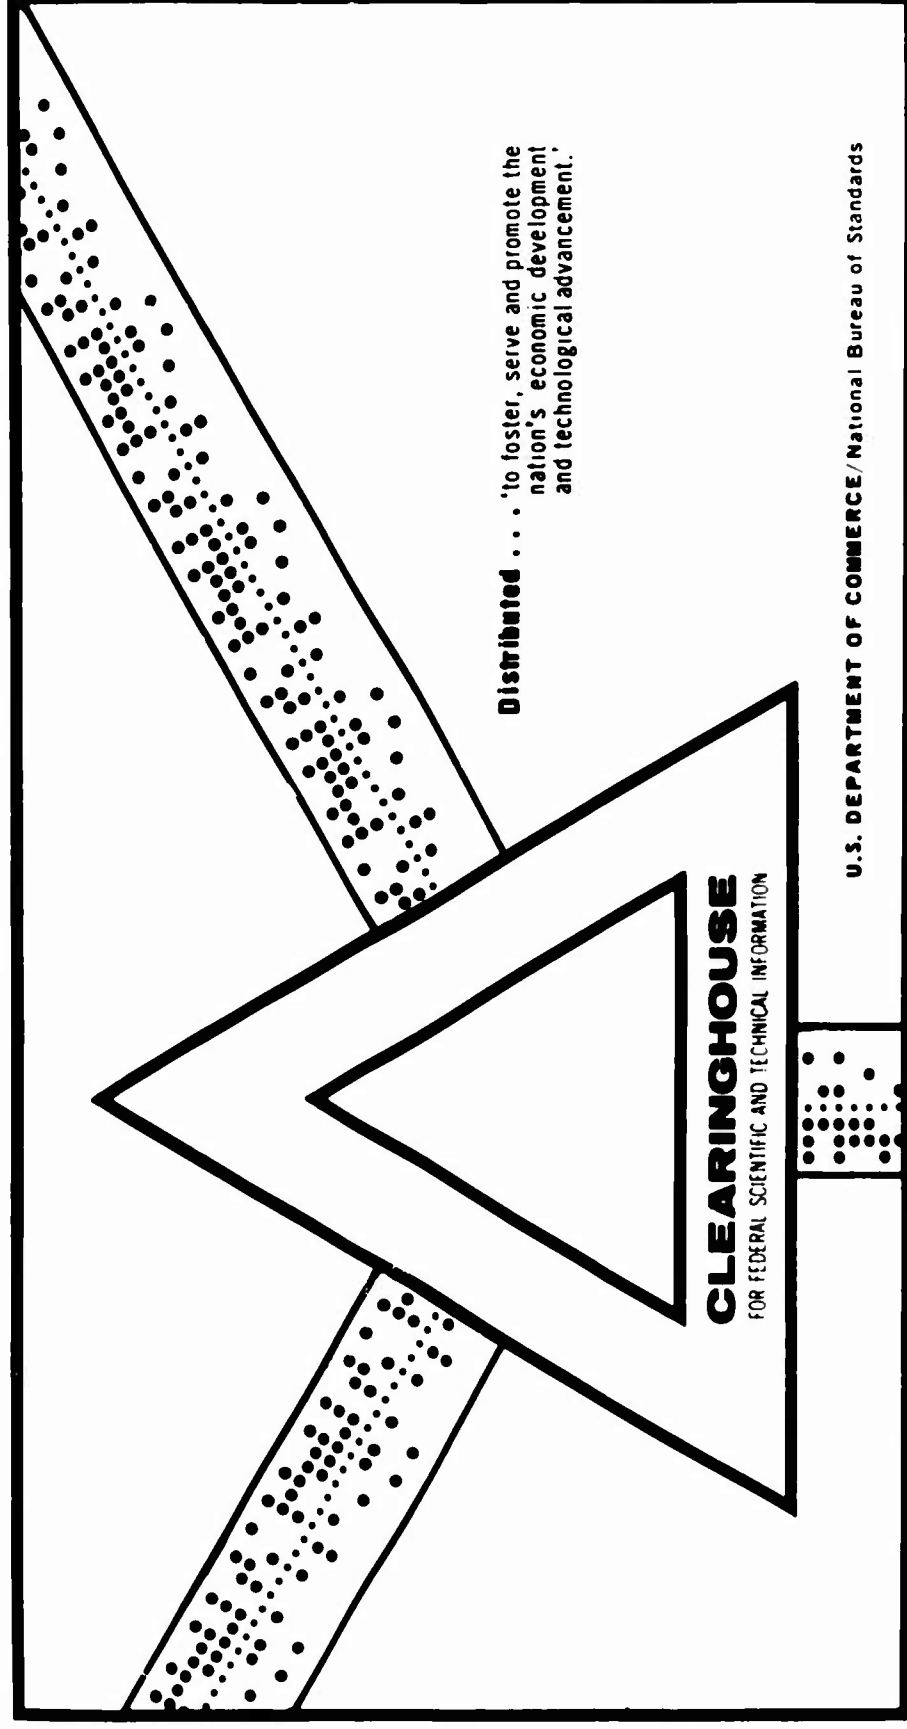 Distributed . . . 'to foster, serve and promote the
nation's economic development
and technological advancement.'
CLEARINGHOUSE
FOR FEDERAL SCIENTIFIC AND TECHNICAL INFORMATION
U.S. DEPARTMENT OF COMMERCE/National Bureau of Standards